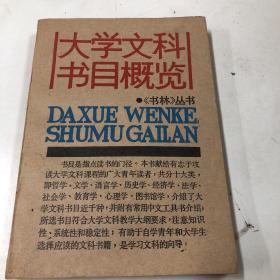 大学文科
书目概览
●《书林》丛书
DAXUE WENKE
SHUMU GAILAN
书目是指点读书的门径。本书献给有志于攻
读大学文科课程的广大青年读者，共分十大类，
即哲学、文学、语言学、历史学、经济学、法学、
社会学、教育学、心理学、图书馆学，介绍了大
学文科书目近千种，并附有常用中文工具书介绍；
所选书目符合大学文科教学大纲要求，注意知识
性、系统性和稳定性；有助于自学青年和大学生
选择应读的文科书籍，是学习文科的向导。